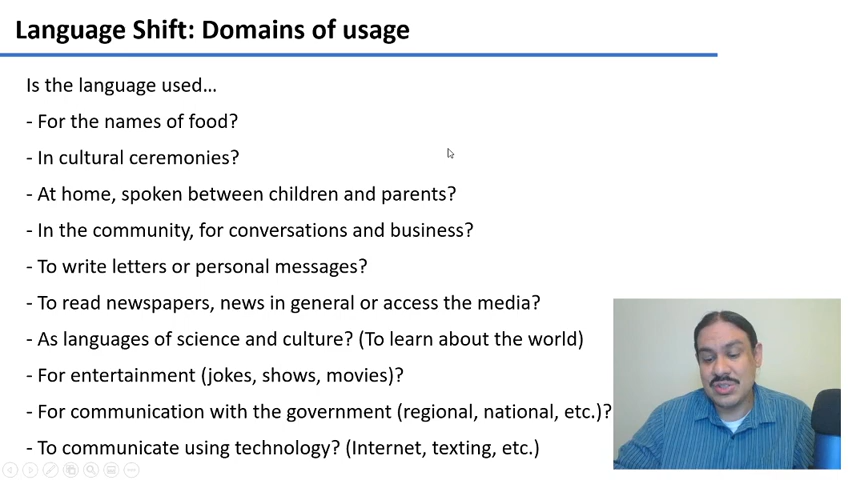 Language Shift: Domains of usage
Is the language used...
- For the names of food?
- In cultural ceremonies?
- At home, spoken between children and parents?
- In the community, for conversations and business?
- To write letters or personal messages?
- To read newspapers, news in general or access the media?
- As languages of science and culture? (To learn about the world)
- For entertainment (jokes, shows, movies)?
- For communication with the government (regional, national, etc.)?
- To communicate using technology? (Internet, texting, etc.)